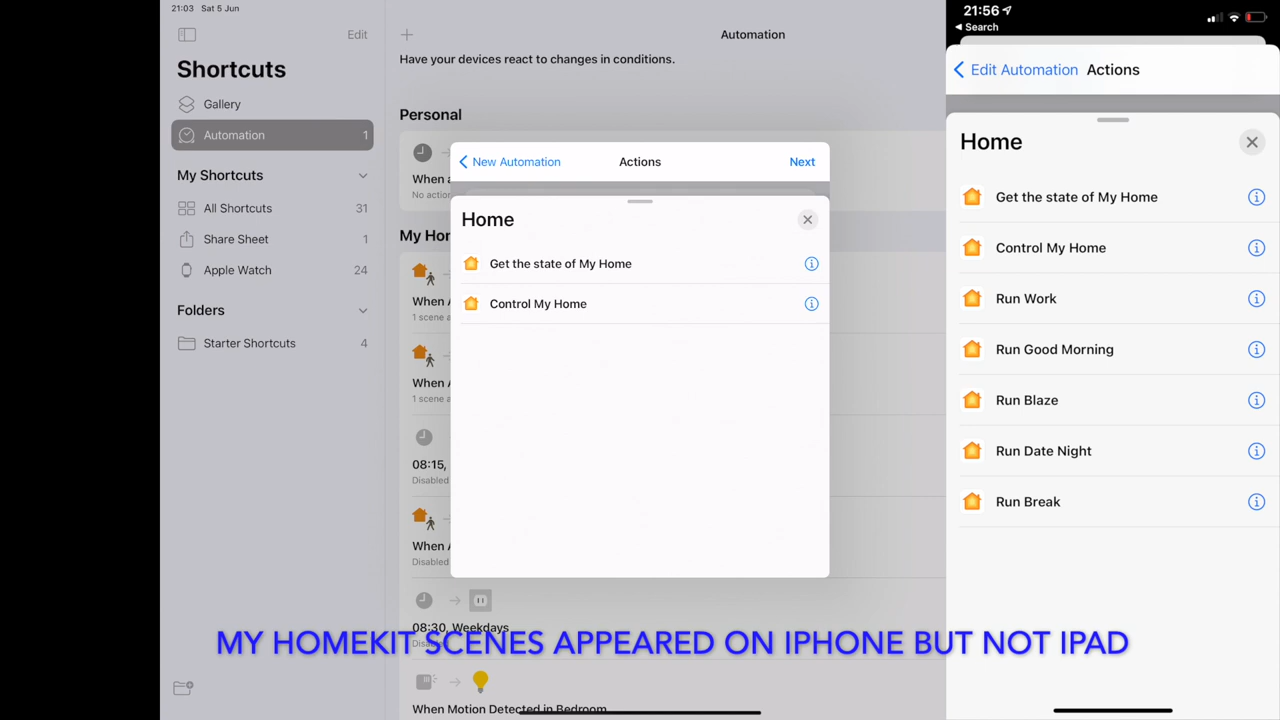 21:03 Sat 5 Jun
Edit
Shortcuts
Gallery
Automation 1
My Shortcuts
All Shortcuts 31
Share Sheet 1
Apple Watch 24
Folders
Starter Shortcuts 4
Automation
Have your devices react to changes in conditions.
Personal
When a
No action
My Hom
When A
1 scene a
When A
1 scene a
08:15,
Disabled
When A
Disabled
08:30, Weekdays
When Motion Detected in Bedroom
New Automation Actions Next
Home
Get the state of My Home
Control My Home
21:56
Search
Edit Automation Actions
Home
Get the state of My Home
Control My Home
Run Work
Run Good Morning
Run Blaze
Run Date Night
Run Break
MY HOMEKIT SCENES APPEARED ON IPHONE BUT NOT IPAD